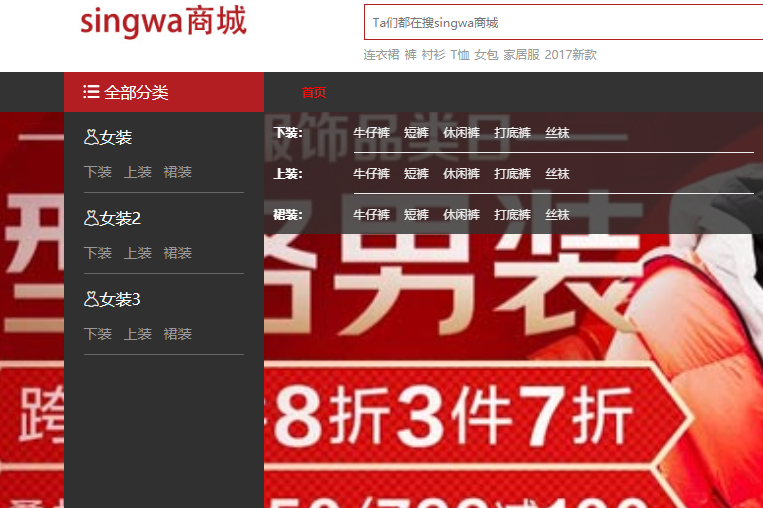 singwa商城
Ta们都在搜singwa商城
连衣裙 裤 衬衫 T恤 女包 家居服 2017新款
全部分类
首页
女装
下装 上装 裙装
女装2
下装 上装 裙装
女装3
下装 上装 裙装
下装: 牛仔裤 短裤 休闲裤 打底裤 丝袜
上装: 牛仔裤 短裤 休闲裤 打底裤 丝袜
裙装: 牛仔裤 短裤 休闲裤 打底裤 丝袜
服饰品类日
男装
跨
8折3件7折